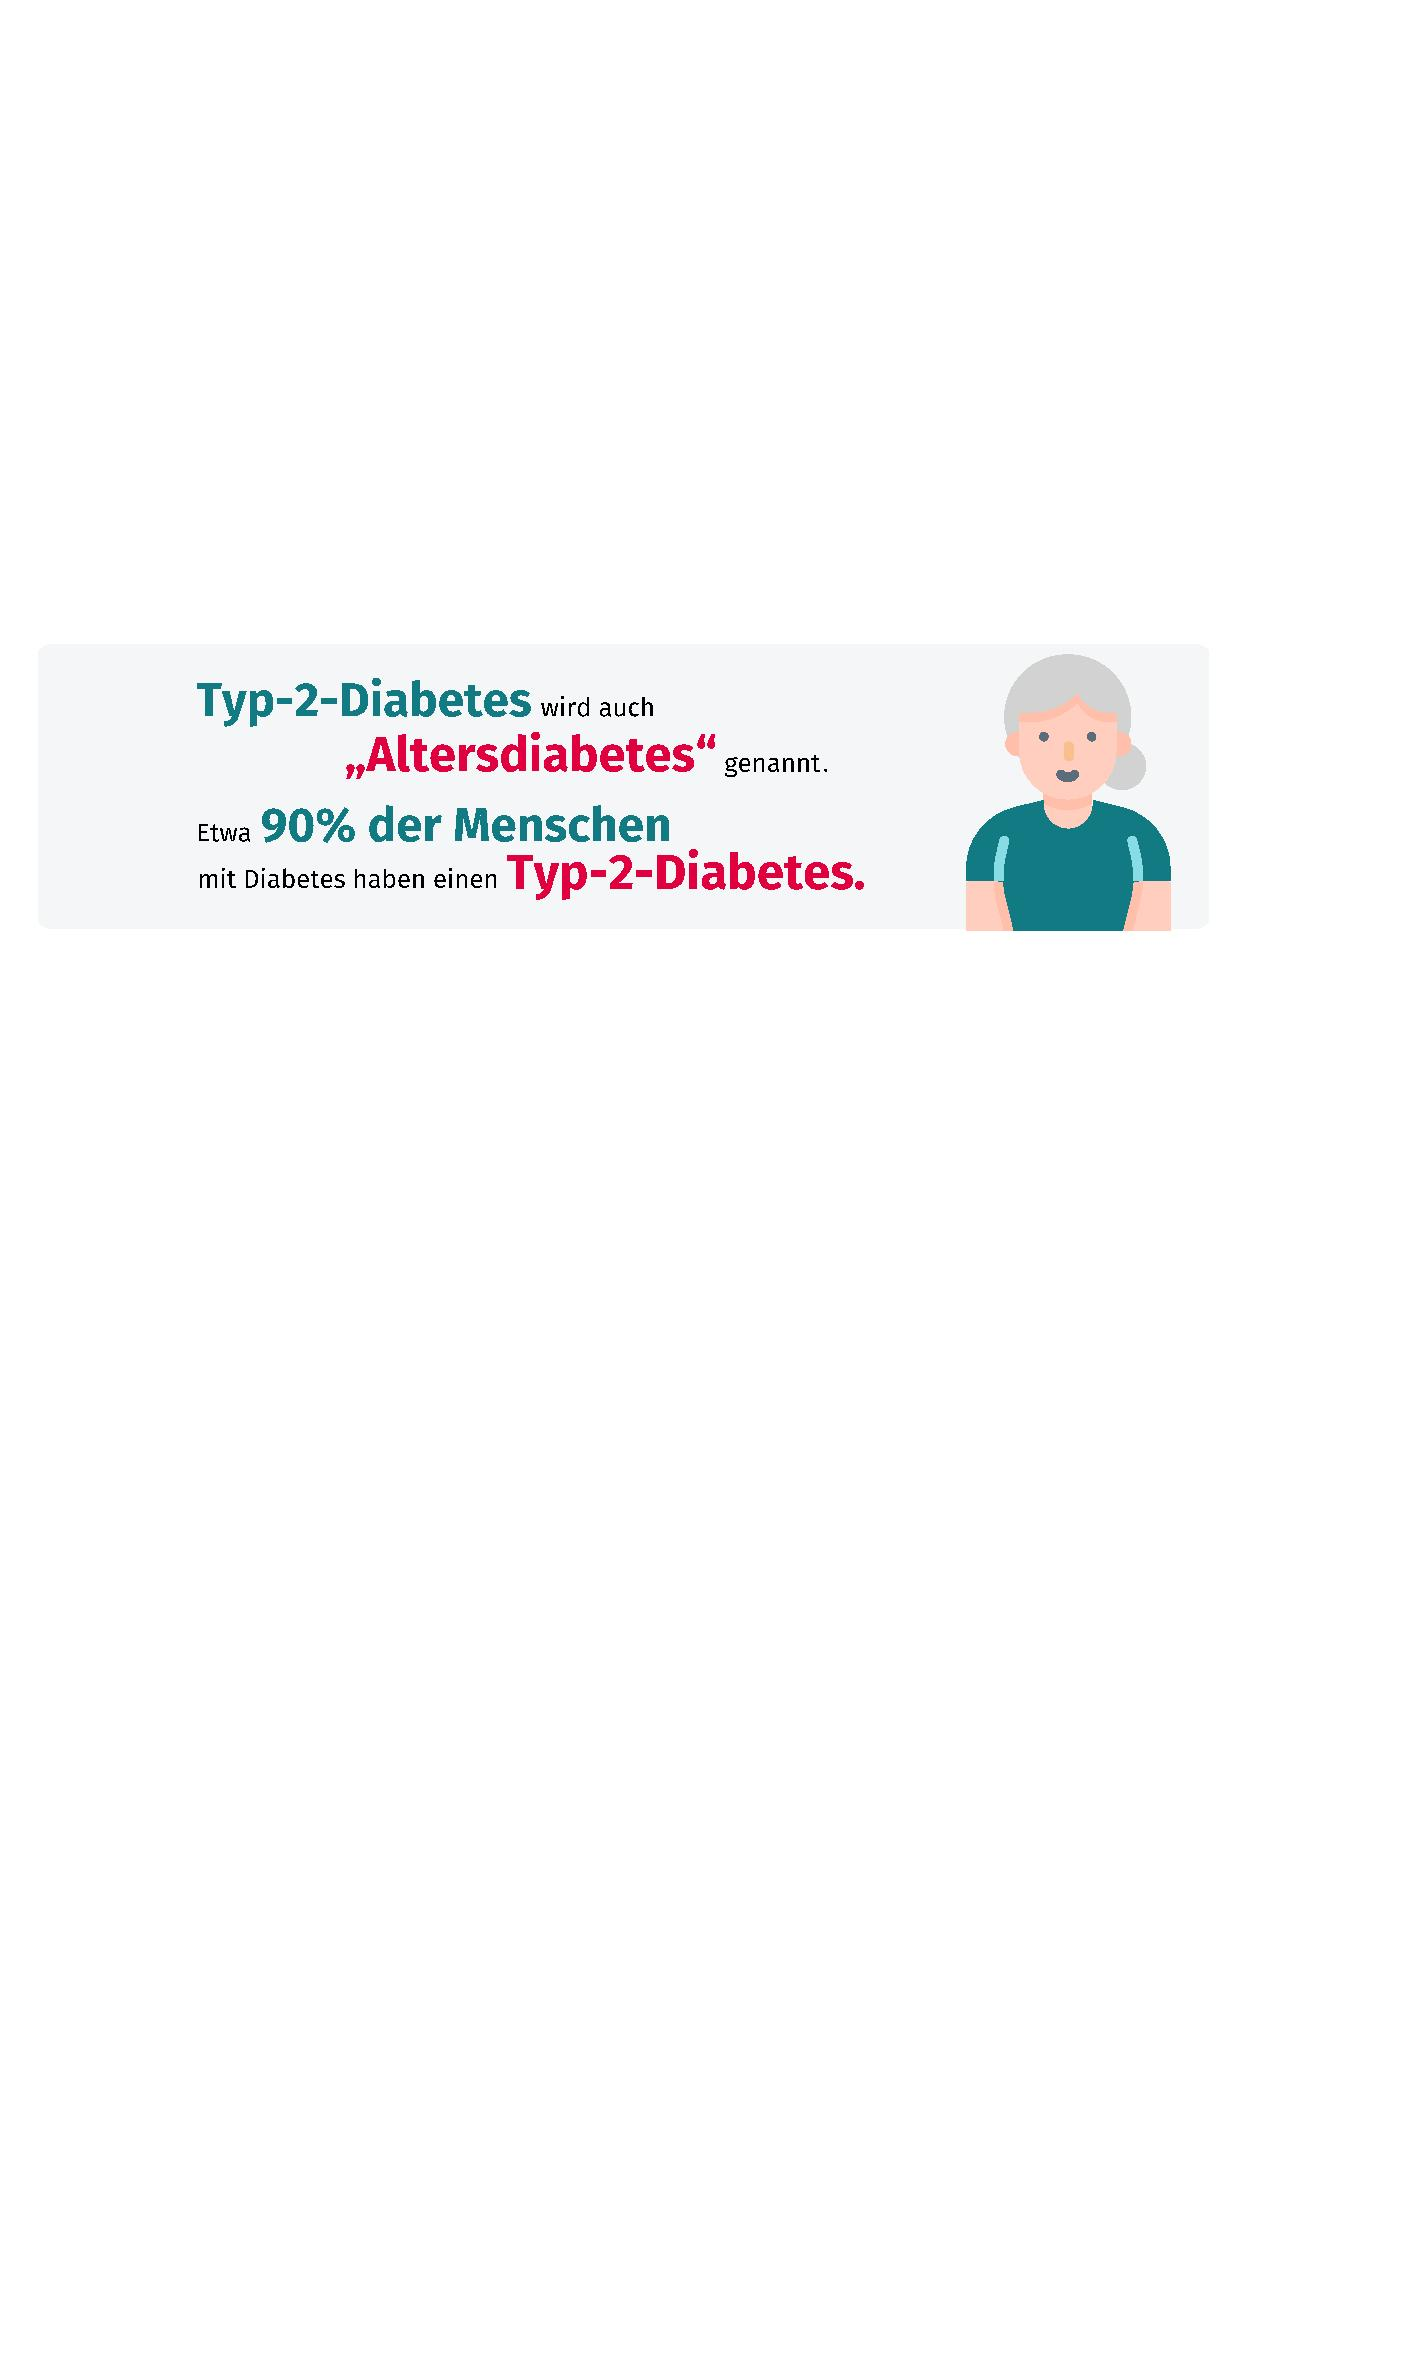 Typ-2-Diabetes wird auch
„Altersdiabetes“ genannt.
Etwa 90% der Menschen
mit Diabetes haben einen Typ-2-Diabetes.